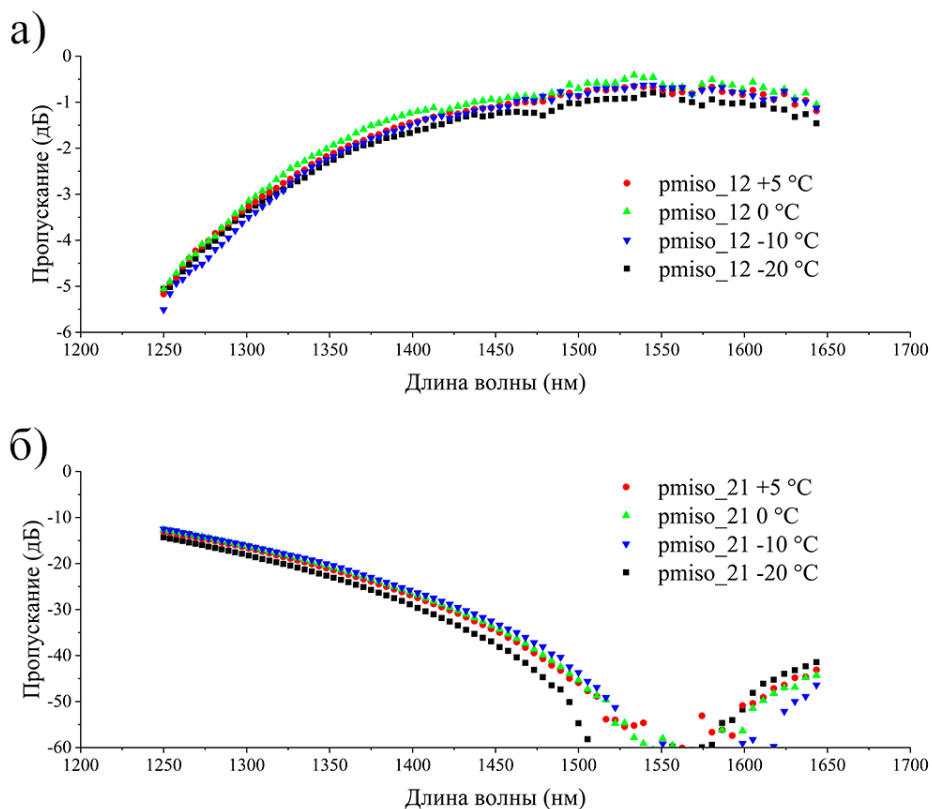 а)
0
-1
-2
-3
-4
-5
-6
Пропускание (дБ)
pmiso_12 +5 °C
pmiso_12 0 °C
pmiso_12 -10 °C
pmiso_12 -20 °C
1200 1250 1300 1350 1400 1450 1500 1550 1600 1650 1700
Длина волны (нм)
б)
0
-10
-20
-30
-40
-50
-60
Пропускание (дБ)
pmiso_21 +5 °C
pmiso_21 0 °C
pmiso_21 -10 °C
pmiso_21 -20 °C
1200 1250 1300 1350 1400 1450 1500 1550 1600 1650 1700
Длина волны (нм)